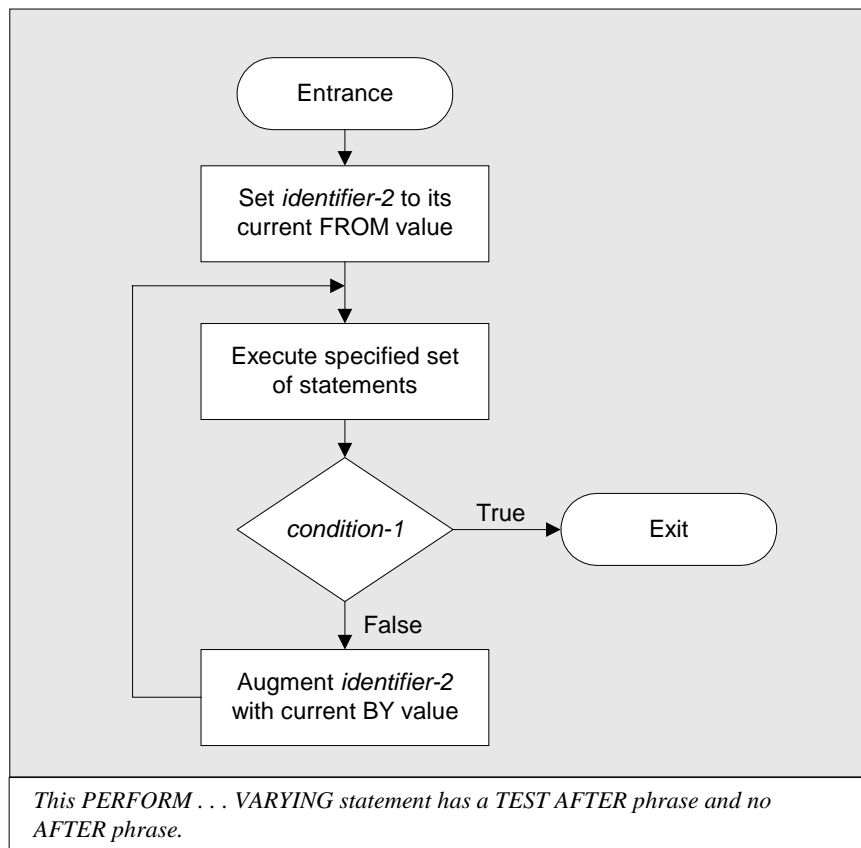 Entrance
Set identifier-2 to its
current FROM value
Execute specified set
of statements
condition-1
True
Exit
False
Augment identifier-2
with current BY value
This PERFORM . . . VARYING statement has a TEST AFTER phrase and no
AFTER phrase.